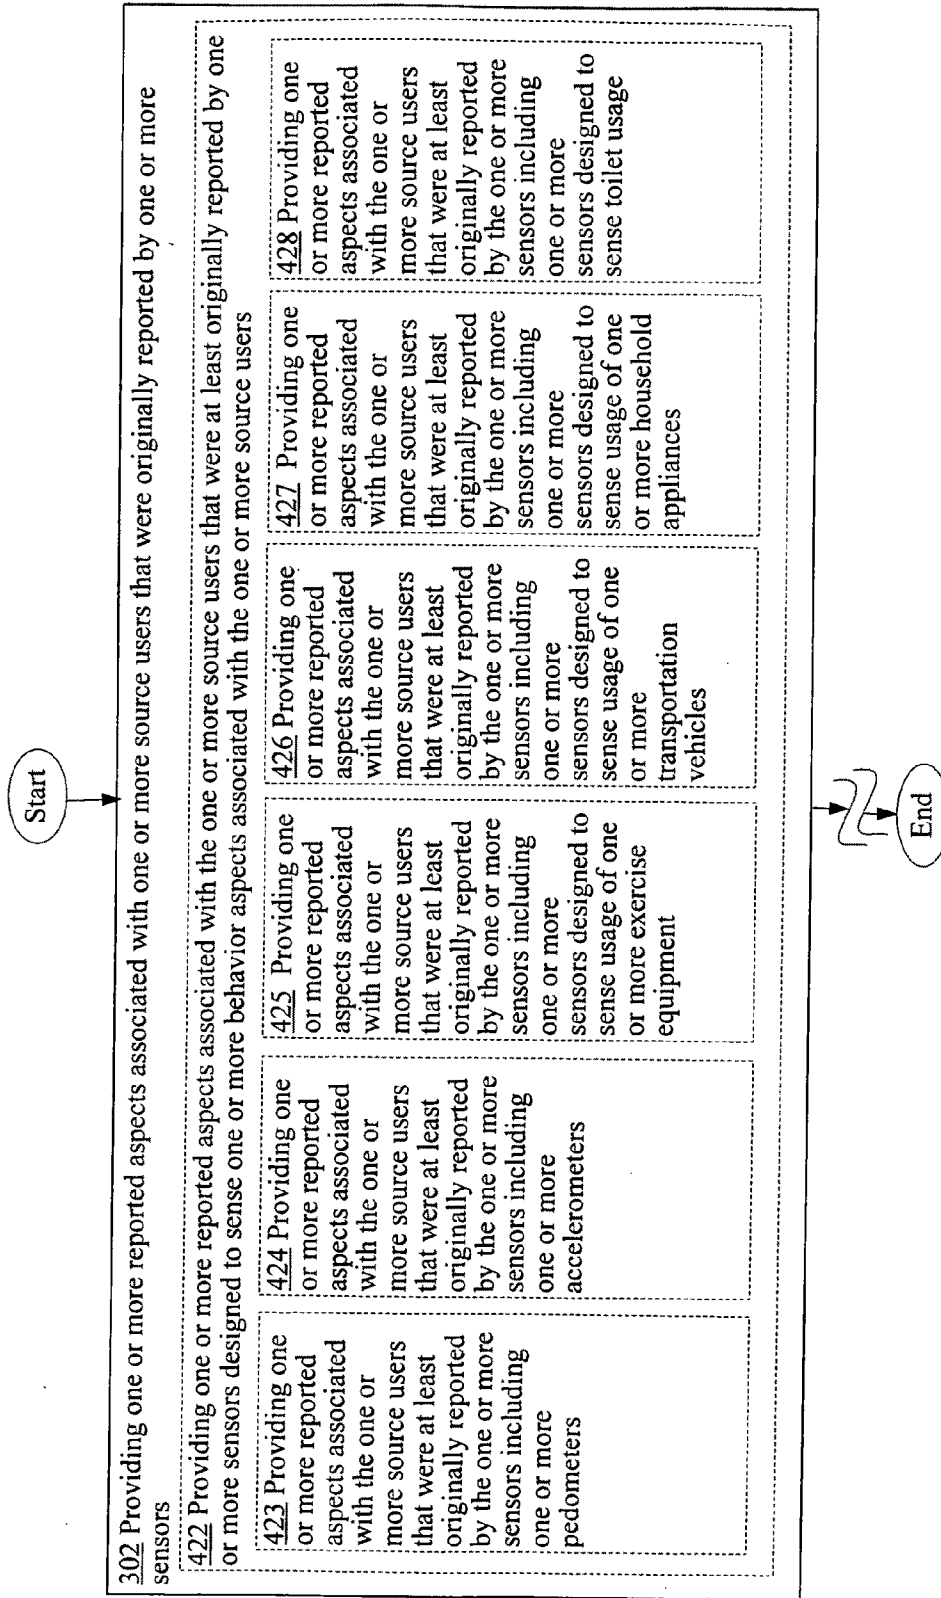 Start
302 Providing one or more reported aspects associated with one or more source users that were originally reported by one or more
sensors
422 Providing one or more reported aspects associated with the one or more source users that were at least originally reported by one
or more sensors designed to sense one or more behavior aspects associated with the one or more source users
423 Providing one
or more reported
aspects associated
with the one or
more source users
that were at least
originally reported
by the one or more
sensors including
one or more
pedometers
424 Providing one
or more reported
aspects associated
with the one or
more source users
that were at least
originally reported
by the one or more
sensors including
one or more
accelerometers
425 Providing one
or more reported
aspects associated
with the one or
more source users
that were at least
originally reported
by the one or more
sensors including
one or more
sensors designed to
sense usage of one
or more exercise
equipment
426 Providing one
or more reported
aspects associated
with the one or
more source users
that were at least
originally reported
by the one or more
sensors including
one or more
sensors designed to
sense usage of one
or more
transportation
vehicles
427 Providing one
or more reported
aspects associated
with the one or
more source users
that were at least
originally reported
by the one or more
sensors including
one or more
sensors designed to
sense usage of one
or more household
appliances
428 Providing one
or more reported
aspects associated
with the one or
more source users
that were at least
originally reported
by the one or more
sensors including
one or more
sensors designed to
sense toilet usage
End